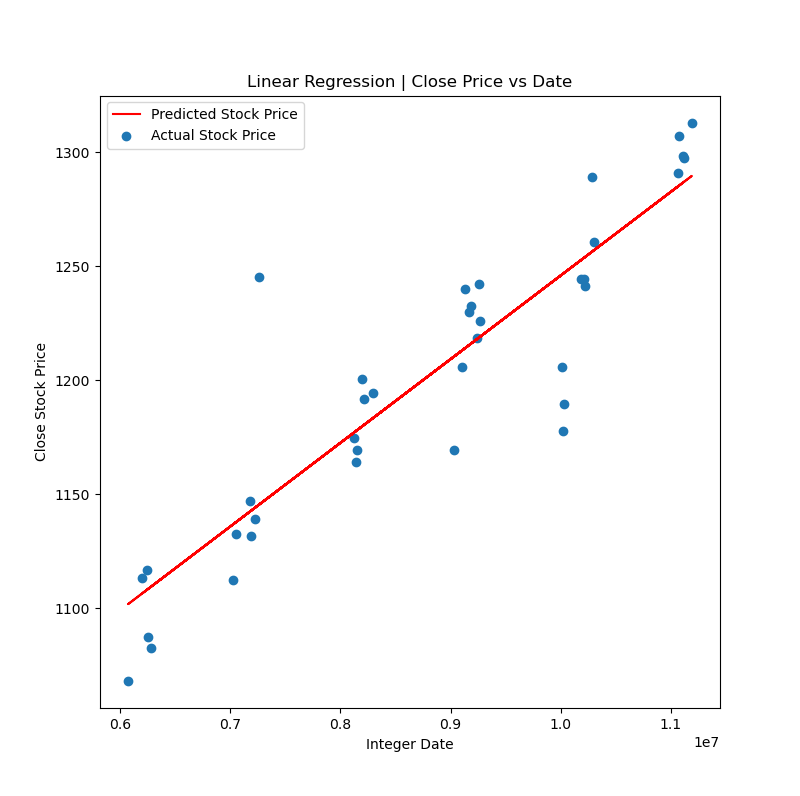 Linear Regression | Close Price vs Date
Predicted Stock Price
Actual Stock Price
1300
1250
1200
1150
1100
Close Stock Price
0.6 0.7 0.8 0.9 1.0 1.1
1e7
Integer Date